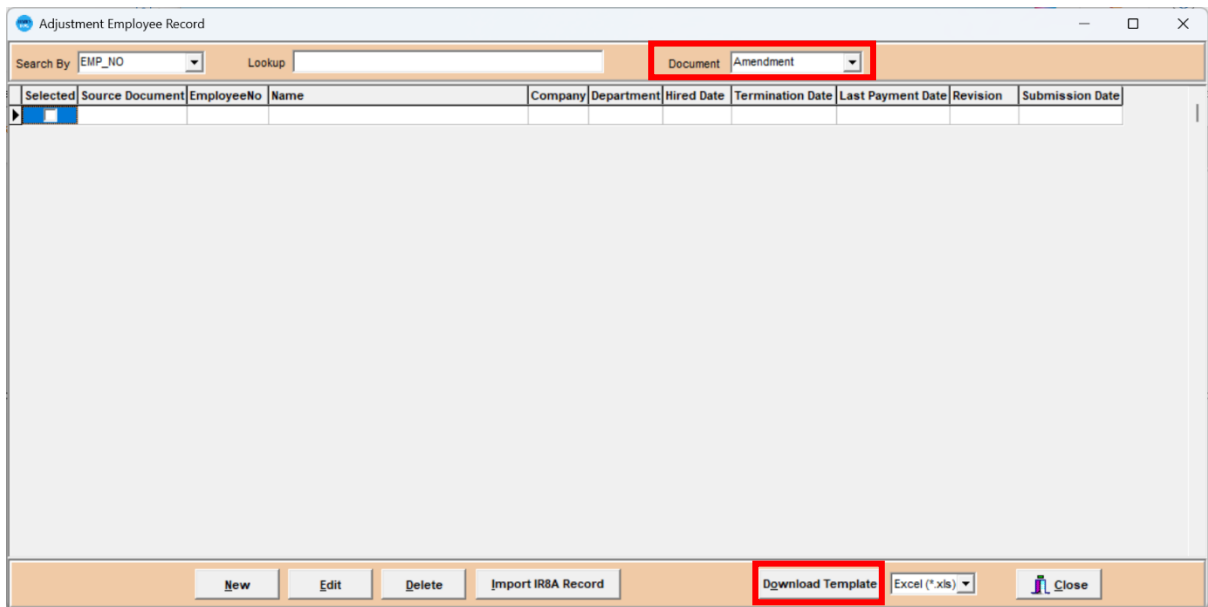 Adjustment Employee Record
Search By EMP_NO Lookup Document Amendment
Selected Source Document EmployeeNo Name Company Department Hired Date Termination Date Last Payment Date Revision Submission Date
New Edit Delete Import IR8A Record Download Template Excel (*.xls) Close